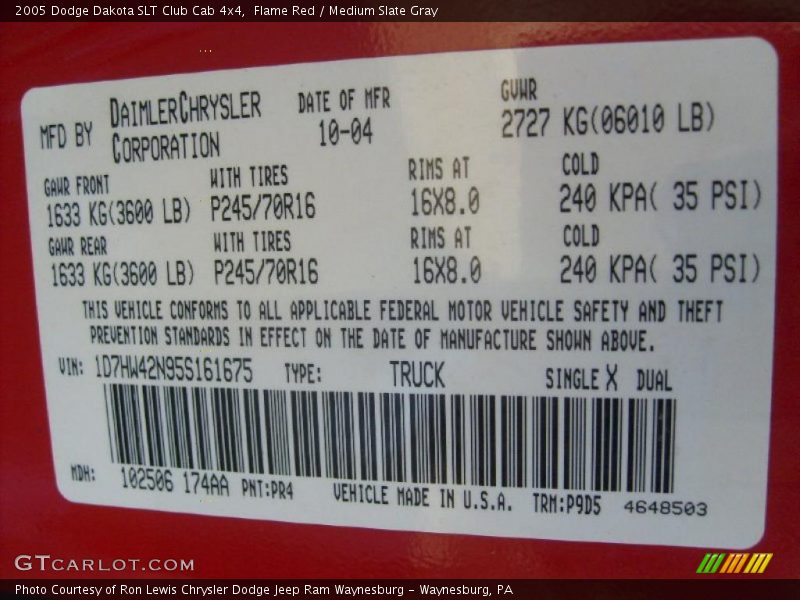 2005 Dodge Dakota SLT Club Cab 4x4,  Flame Red / Medium Slate Gray
MFD BY DAIMLERCHRYSLER CORPORATION DATE OF MFR 10-04 GVWR 2727 KG(06010 LB)
GAWR FRONT WITH TIRES RIMS AT COLD
1633 KG(3600 LB) P245/70R16 16X8.0 240 KPA( 35 PSI)
GAWR REAR WITH TIRES RIMS AT COLD
1633 KG(3600 LB) P245/70R16 16X8.0 240 KPA( 35 PSI)
THIS VEHICLE CONFORMS TO ALL APPLICABLE FEDERAL MOTOR VEHICLE SAFETY AND THEFT
PREVENTION STANDARDS IN EFFECT ON THE DATE OF MANUFACTURE SHOWN ABOVE.
VIN: 1D7HW42N95S161675 TYPE: TRUCK SINGLE X DUAL
MDH: 102506 174AA PNT:PR4 VEHICLE MADE IN U.S.A. TRM:P9D5 4648503
GTCARLOT.COM
Photo Courtesy of Ron Lewis Chrysler Dodge Jeep Ram Waynesburg - Waynesburg, PA